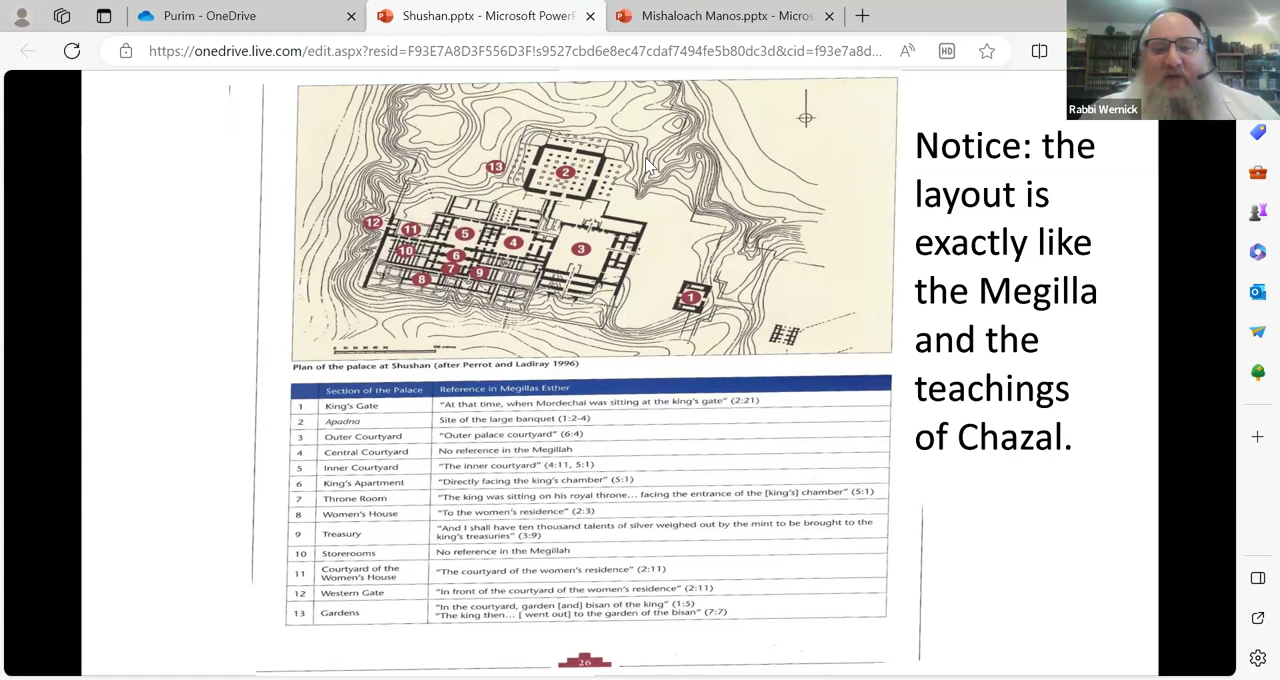 Purim - OneDrive
Shushan.pptx - Microsoft PowerP
Mishaloach Manos.pptx - Micros
https://onedrive.live.com/edit.aspx?resid=F93E7A8D3F556D3F!s9527cbd6e8ec47cdaf7494fe5b80dc3d&cid=f93e7a8d...
HD
Rabbi Wernick
13
2
12
11
5
4
3
10
6
7
9
8
1
Plan of the palace at Shushan (after Perrot and Ladiray 1996)
Section of the Palace Reference in Megillas Esther
1 King's Gate "At that time, when Mordechai was sitting at the king's gate" (2:21)
2 Apadna Site of the large banquet (1:2-4)
3 Outer Courtyard "Outer palace courtyard" (6:4)
4 Central Courtyard No reference in the Megillah
5 Inner Courtyard "The inner courtyard" (4:11, 5:1)
6 King's Apartment "Directly facing the king's chamber" (5:1)
7 Throne Room "The king was sitting on his royal throne... facing the entrance of the [king's] chamber" (5:1)
8 Women's House "To the women's residence" (2:3)
9 Treasury "And I shall have ten thousand talents of silver weighed out by the mint to be brought to the
king's treasuries" (3:9)
10 Storerooms No reference in the Megillah
11 Courtyard of the
Women's House "The courtyard of the women's residence" (2:11)
12 Western Gate "In front of the courtyard of the women's residence" (2:11)
13 Gardens "In the courtyard, garden [and] bisan of the king" (1:5)
"The king then... [ went out] to the garden of the bisan" (7:7)
26
Notice: the
layout is
exactly like
the Megilla
and the
teachings
of Chazal.